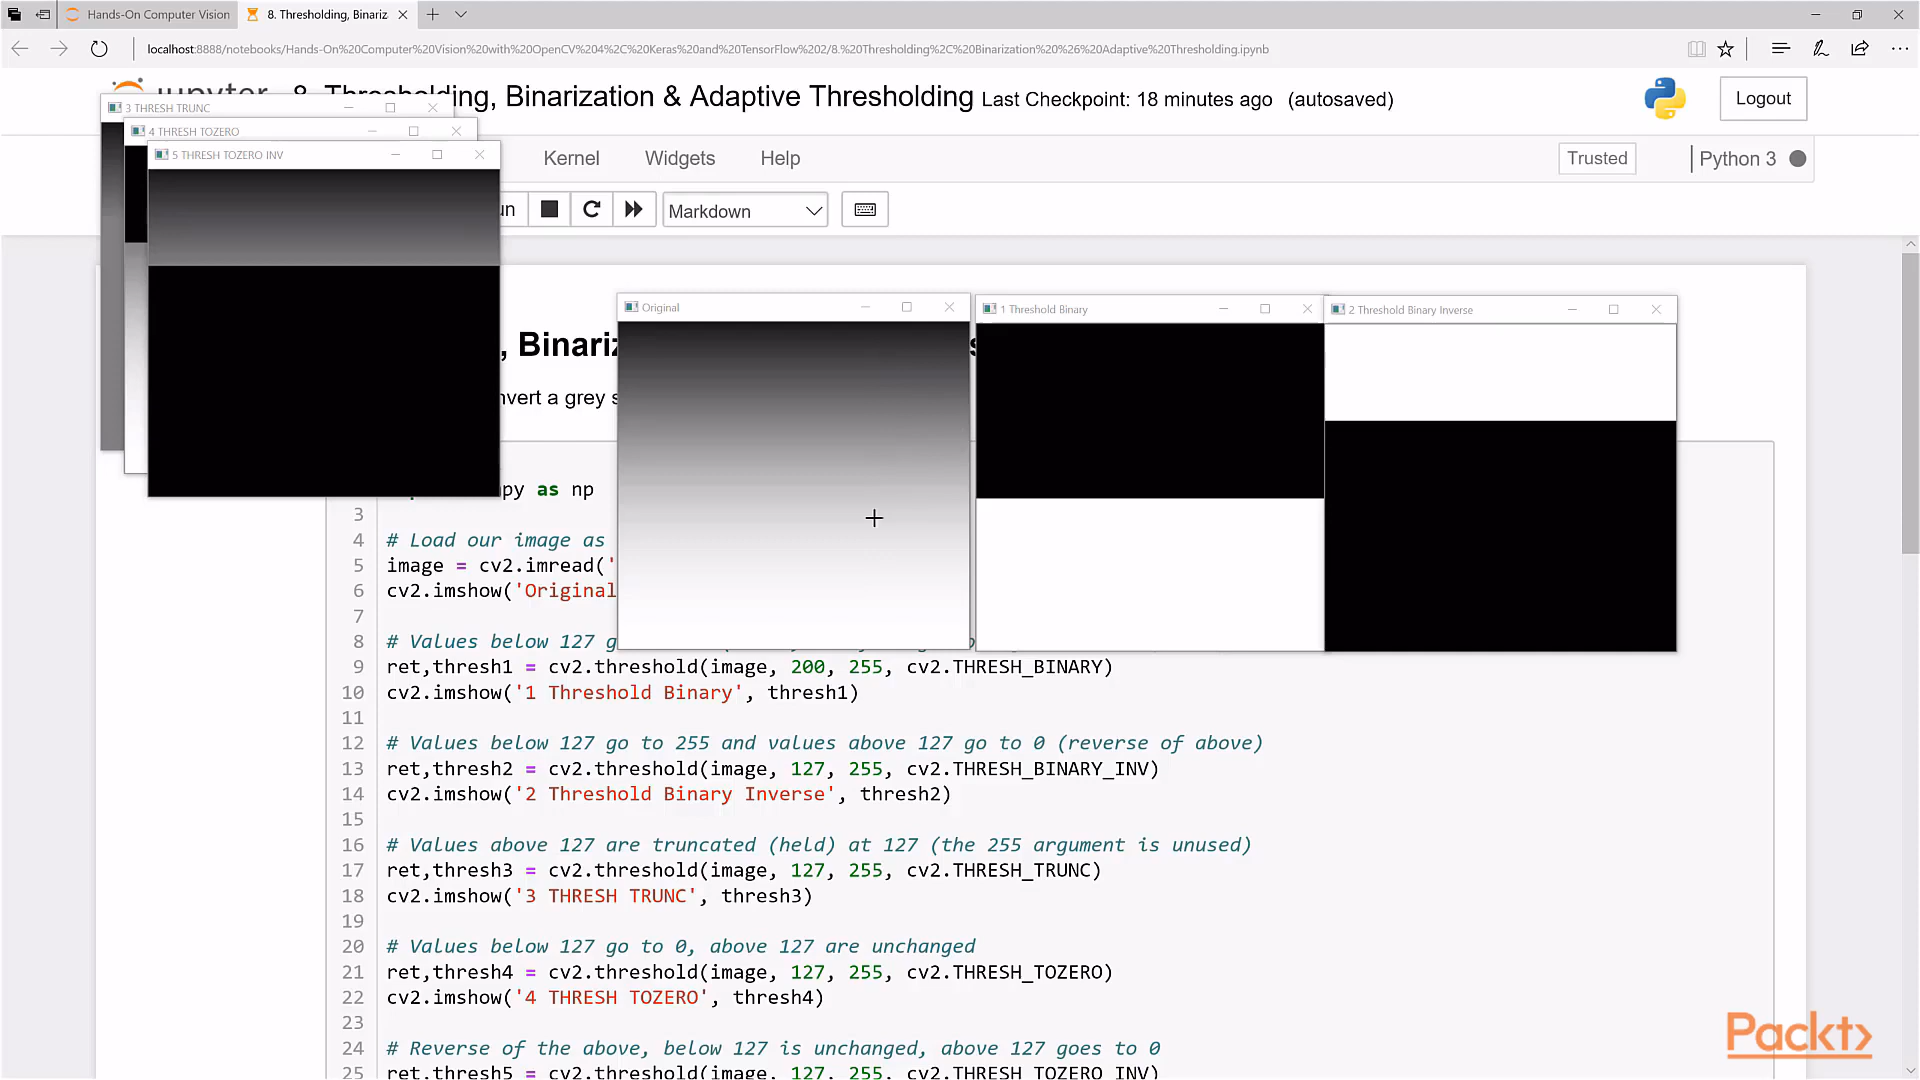 Hands-On Computer Vision
8. Thresholding, Binariz
localhost:8888/notebooks/Hands-On%20Computer%20Vision%20with%20OpenCV%204%2C%20Keras%20and%20TensorFlow%202/8.%20Thresholding%2C%20Binarization%20%26%20Adaptive%20Thresholding.ipynb
ding, Binarization & Adaptive Thresholding Last Checkpoint: 18 minutes ago (autosaved)
Logout
3 THRESH TRUNC
4 THRESH TOZERO
5 THRESH TOZERO INV
Kernel Widgets Help
Trusted
Python 3
un
Markdown
Original
1 Threshold Binary
2 Threshold Binary Inverse
, Binariz
nvert a grey s
py as np
3
4 # Load our image as
5 image = cv2.imread('
6 cv2.imshow('Original
7
8 # Values below 127 g
9 ret,thresh1 = cv2.threshold(image, 200, 255, cv2.THRESH_BINARY)
10 cv2.imshow('1 Threshold Binary', thresh1)
11
12 # Values below 127 go to 255 and values above 127 go to 0 (reverse of above)
13 ret,thresh2 = cv2.threshold(image, 127, 255, cv2.THRESH_BINARY_INV)
14 cv2.imshow('2 Threshold Binary Inverse', thresh2)
15
16 # Values above 127 are truncated (held) at 127 (the 255 argument is unused)
17 ret,thresh3 = cv2.threshold(image, 127, 255, cv2.THRESH_TRUNC)
18 cv2.imshow('3 THRESH TRUNC', thresh3)
19
20 # Values below 127 go to 0, above 127 are unchanged
21 ret,thresh4 = cv2.threshold(image, 127, 255, cv2.THRESH_TOZERO)
22 cv2.imshow('4 THRESH TOZERO', thresh4)
23
24 # Reverse of the above, below 127 is unchanged, above 127 goes to 0
25 ret,thresh5 = cv2.threshold(image, 127, 255, cv2.THRESH_TOZERO_INV)
Packt>